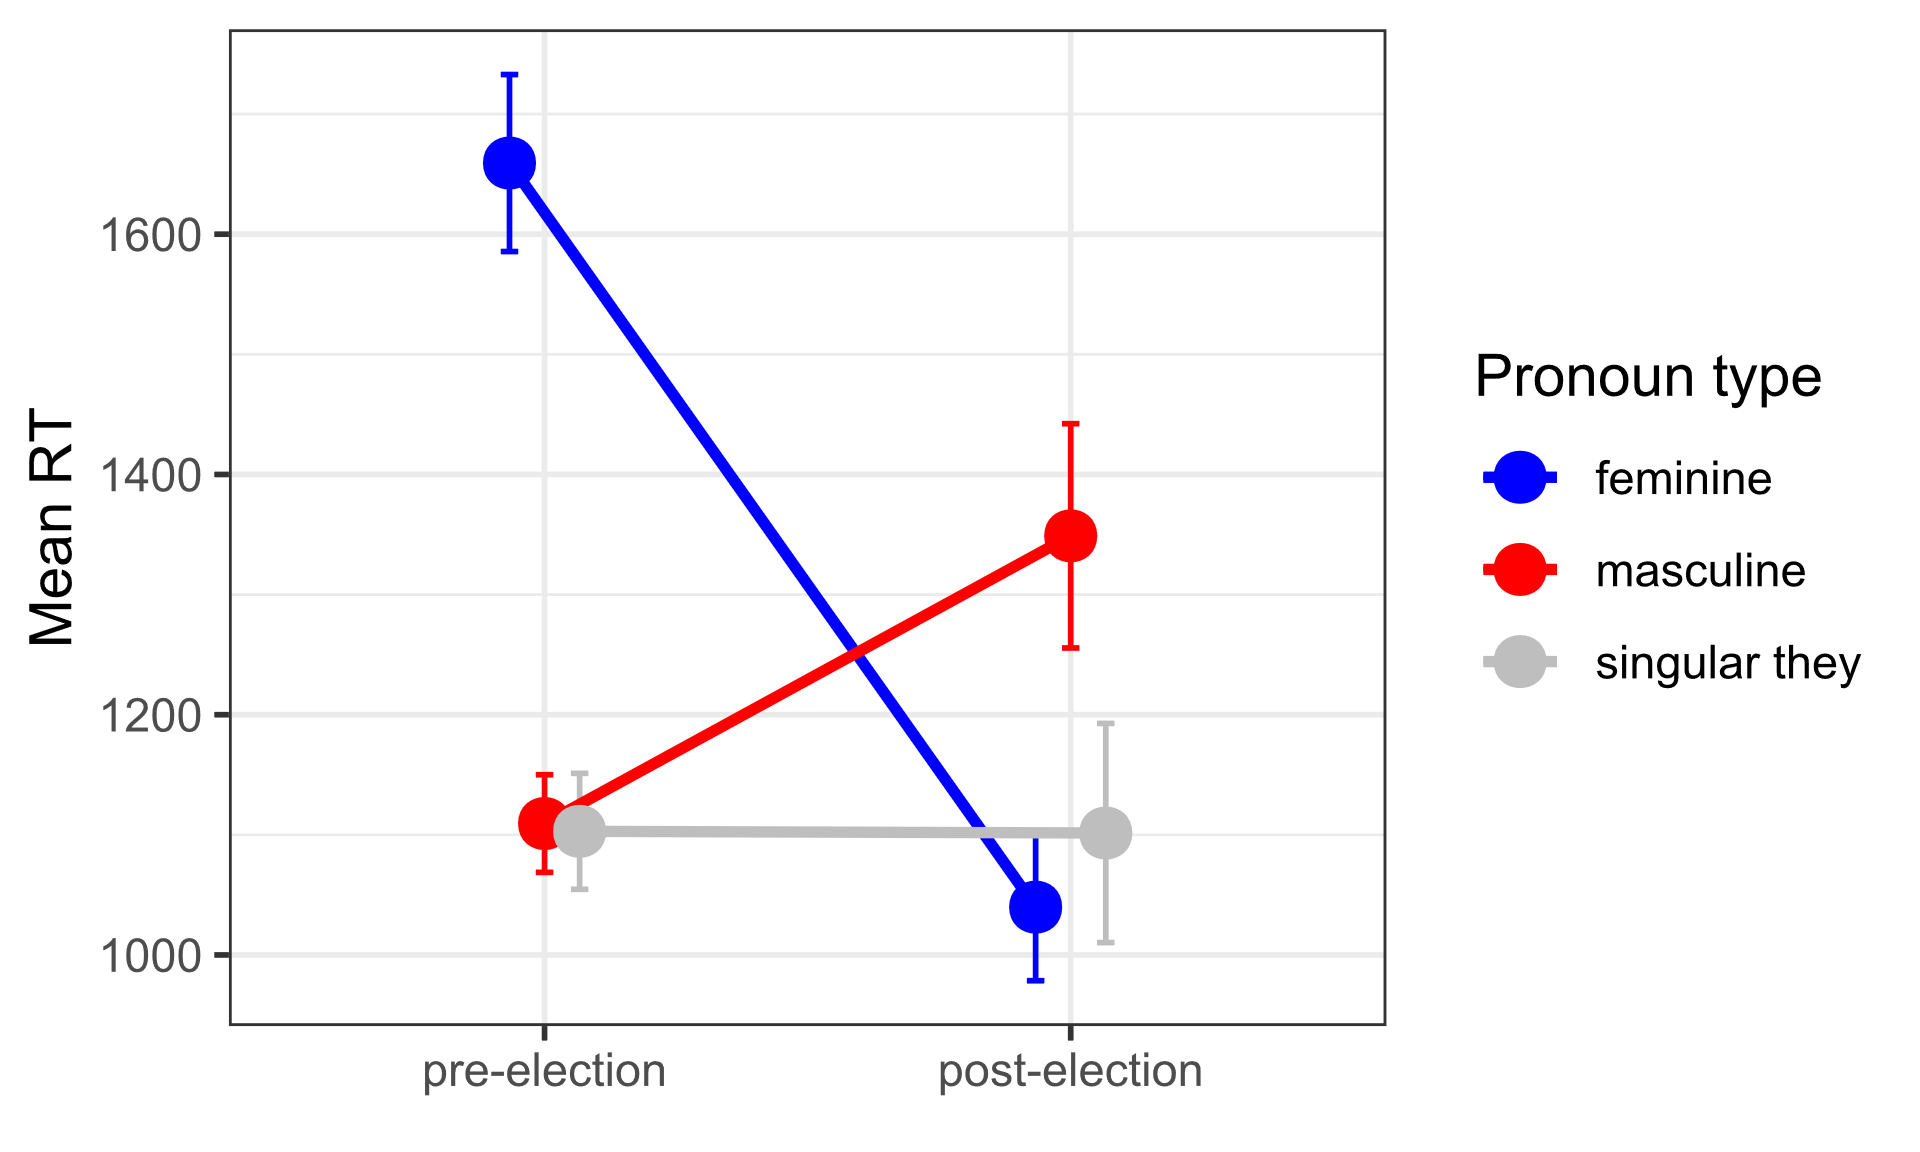 Mean RT
1600
1400
1200
1000
pre-election
post-election
Pronoun type
feminine
masculine
singular they